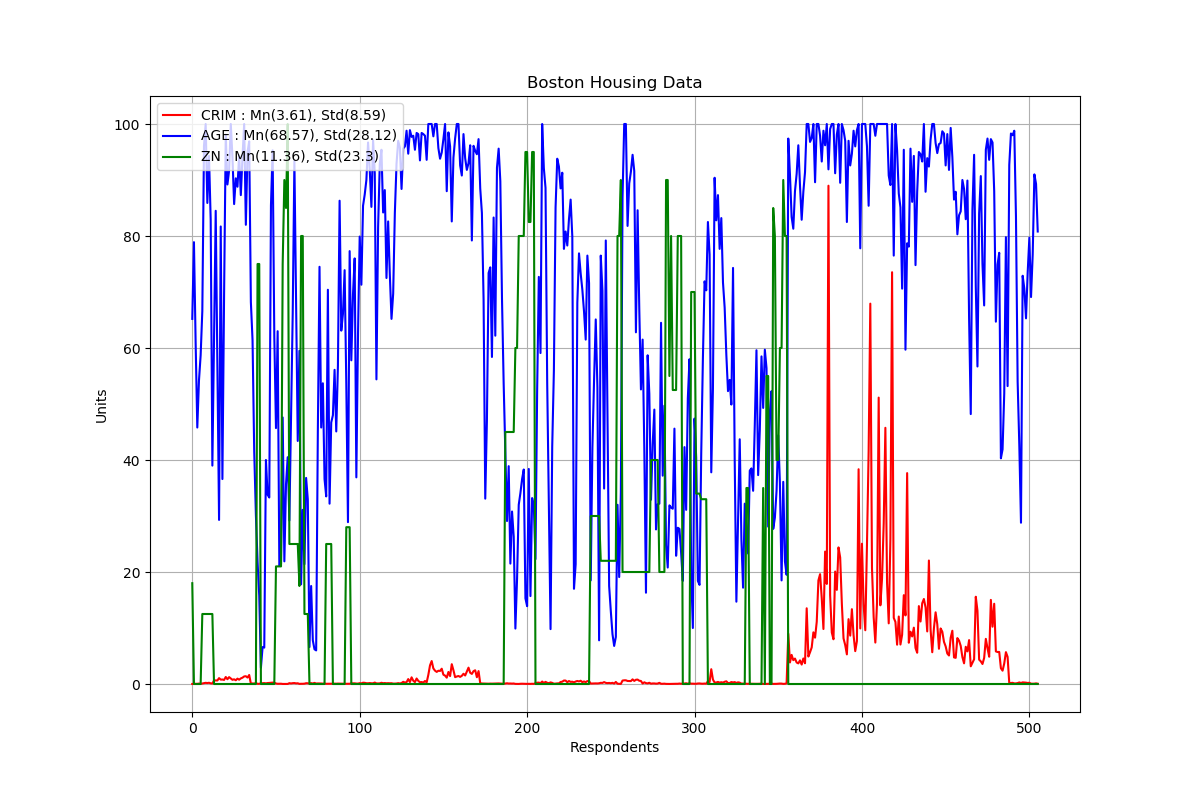 Boston Housing Data
CRIM : Mn(3.61), Std(8.59)
AGE : Mn(68.57), Std(28.12)
ZN : Mn(11.36), Std(23.3)
100
80
60
40
20
0
Units
0 100 200 300 400 500
Respondents